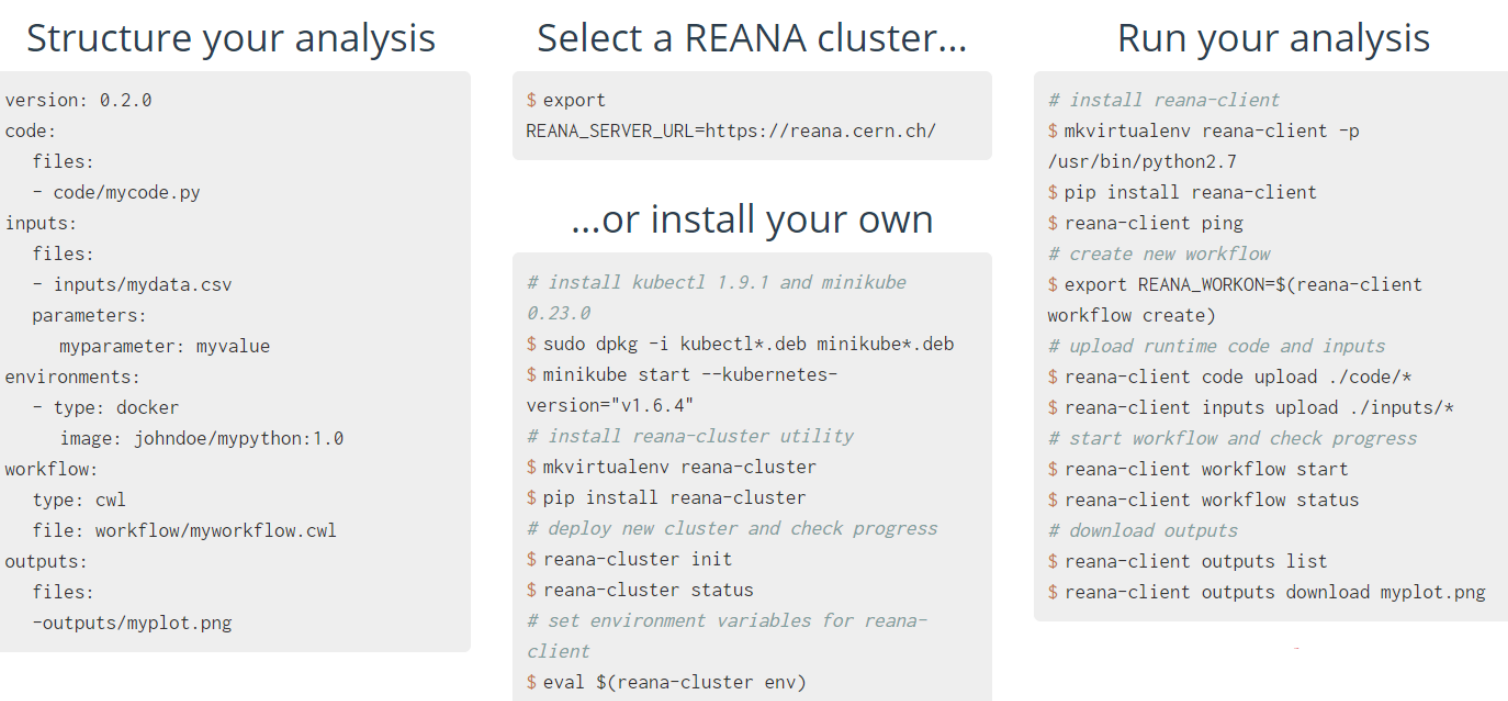 Structure your analysis
version: 0.2.0
code:
files:
- code/mycode.py
inputs:
files:
- inputs/mydata.csv
parameters:
myparameter: myvalue
environments:
- type: docker
image: johndoe/mypython:1.0
workflow:
type: cwl
file: workflow/myworkflow.cwl
outputs:
files:
-outputs/myplot.png
Select a REANA cluster...
$ export
REANA_SERVER_URL=https://reana.cern.ch/
...or install your own
# install kubectl 1.9.1 and minikube
0.23.0
$ sudo dpkg -i kubectl*.deb minikube*.deb
$ minikube start --kubernetes-
version="v1.6.4"
# install reana-cluster utility
$ mkvirtualenv reana-cluster
$ pip install reana-cluster
# deploy new cluster and check progress
$ reana-cluster init
$ reana-cluster status
# set environment variables for reana-
client
$ eval $(reana-cluster env)
Run your analysis
# install reana-client
$ mkvirtualenv reana-client -p
/usr/bin/python2.7
$ pip install reana-client
$ reana-client ping
# create new workflow
$ export REANA_WORKON=$(reana-client
workflow create)
# upload runtime code and inputs
$ reana-client code upload ./code/*
$ reana-client inputs upload ./inputs/*
# start workflow and check progress
$ reana-client workflow start
$ reana-client workflow status
# download outputs
$ reana-client outputs list
$ reana-client outputs download myplot.png